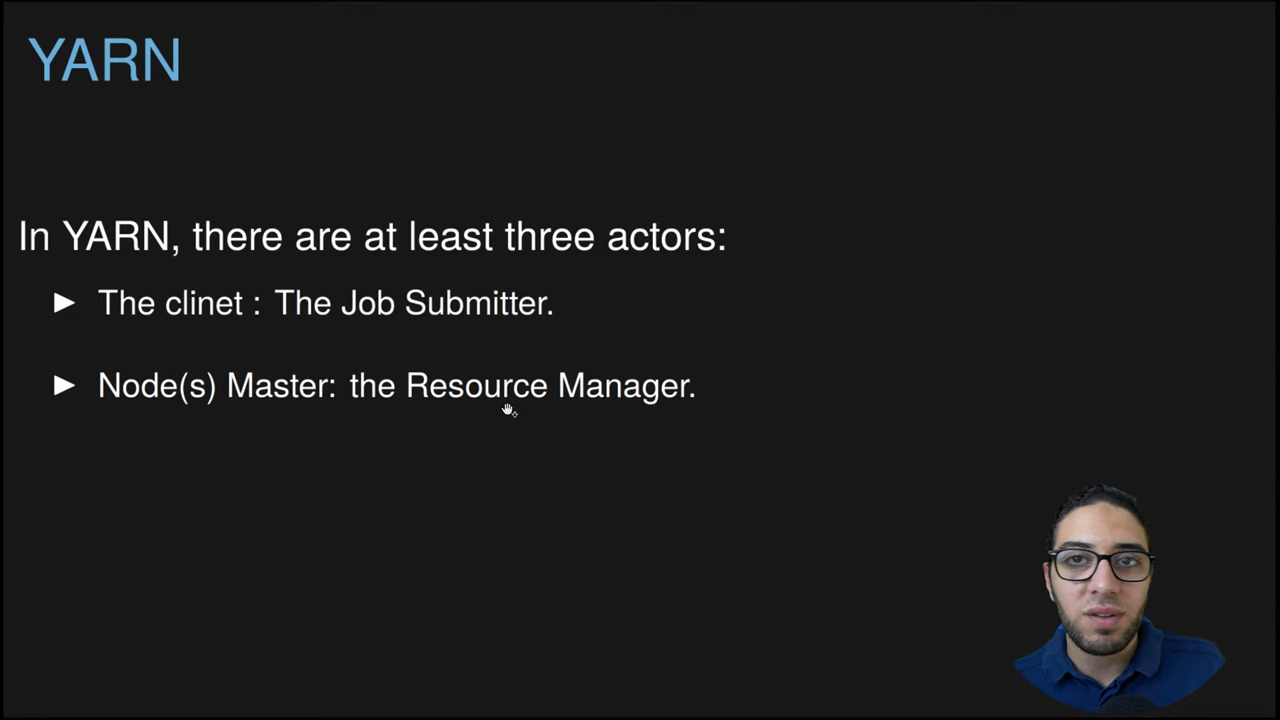 YARN
In YARN, there are at least three actors:
► The clinet : The Job Submitter.
► Node(s) Master: the Resource Manager.